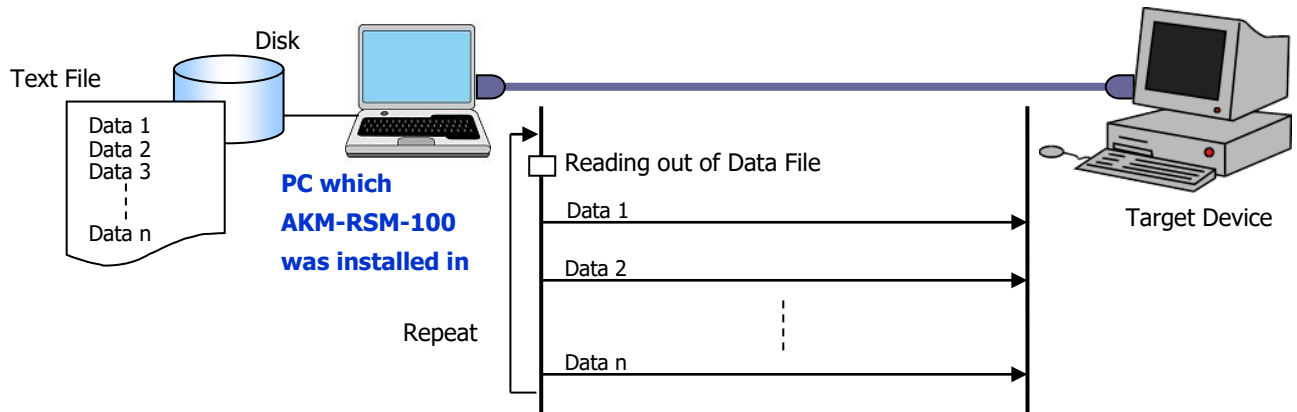 Disk
Text File
Data 1
Data 2
Data 3
Data n
PC which
AKM-RSM-100
was installed in
Reading out of Data File
Data 1
Data 2
Repeat
Data n
Target Device